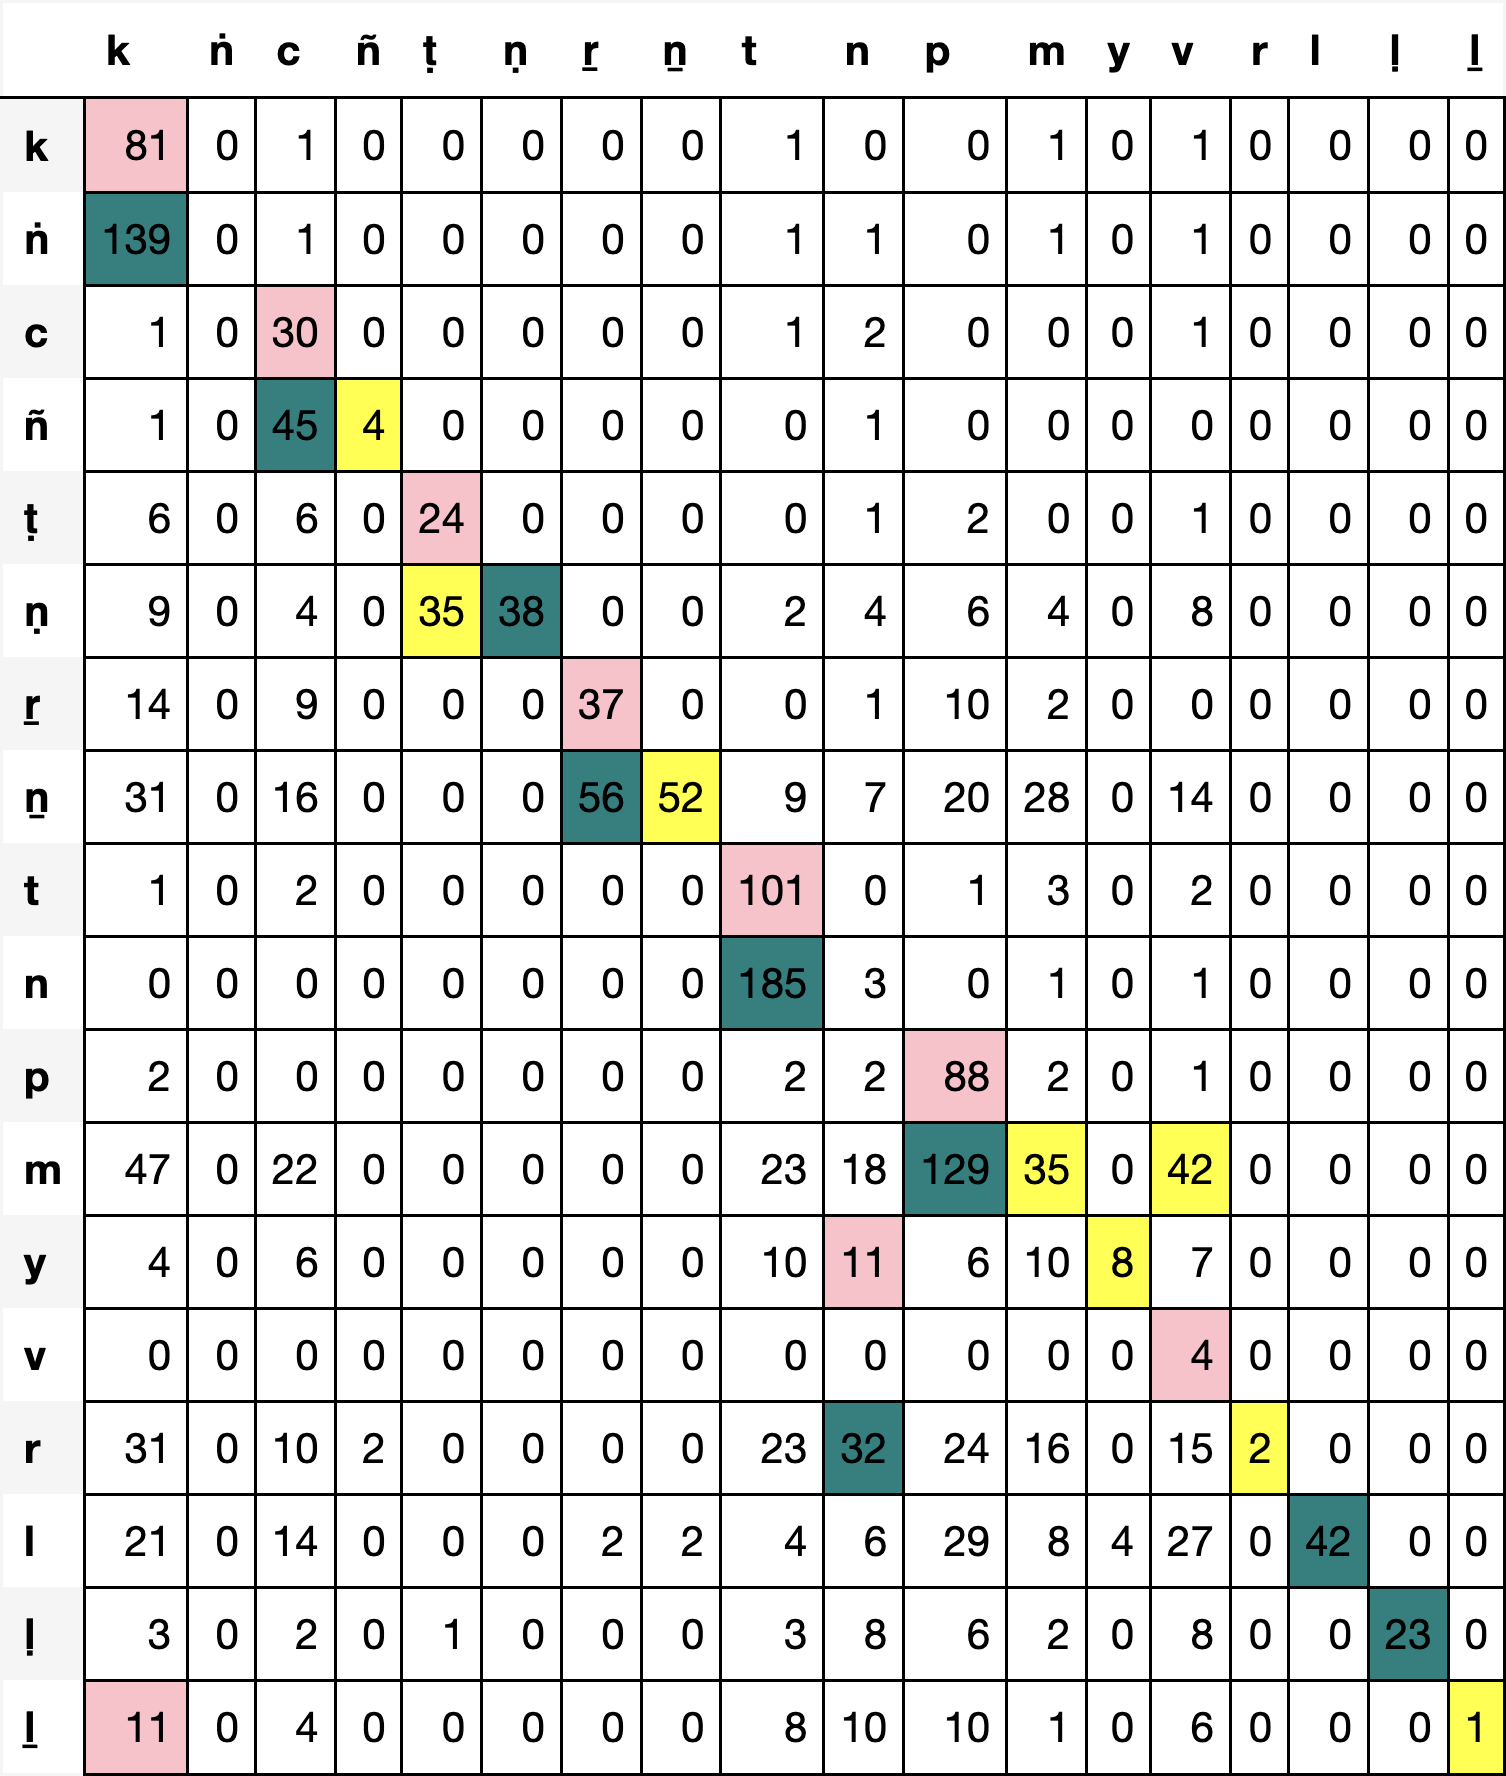 k ṅ c ñ ṭ ṇ ṟ ṉ t n p m y v r l ḷ ḻ
k 81 0 1 0 0 0 0 0 1 0 0 1 0 1 0 0 0 0
ṅ 139 0 1 0 0 0 0 0 1 1 0 1 0 1 0 0 0 0
c 1 0 30 0 0 0 0 0 1 2 0 0 0 1 0 0 0 0
ñ 1 0 45 4 0 0 0 0 0 1 0 0 0 0 0 0 0 0
ṭ 6 0 6 0 24 0 0 0 0 1 2 0 0 1 0 0 0 0
ṇ 9 0 4 0 35 38 0 0 2 4 6 4 0 8 0 0 0 0
ṟ 14 0 9 0 0 0 37 0 0 1 10 2 0 0 0 0 0 0
ṉ 31 0 16 0 0 0 56 52 9 7 20 28 0 14 0 0 0 0
t 1 0 2 0 0 0 0 0 101 0 1 3 0 2 0 0 0 0
n 0 0 0 0 0 0 0 0 185 3 0 1 0 1 0 0 0 0
p 2 0 0 0 0 0 0 0 2 2 88 2 0 1 0 0 0 0
m 47 0 22 0 0 0 0 0 23 18 129 35 0 42 0 0 0 0
y 4 0 6 0 0 0 0 0 10 11 6 10 8 7 0 0 0 0
v 0 0 0 0 0 0 0 0 0 0 0 0 0 4 0 0 0 0
r 31 0 10 2 0 0 0 0 23 32 24 16 0 15 2 0 0 0
l 21 0 14 0 0 0 2 2 4 6 29 8 4 27 0 42 0 0
ḷ 3 0 2 0 1 0 0 0 3 8 6 2 0 8 0 0 23 0
ḻ 11 0 4 0 0 0 0 0 8 10 10 1 0 6 0 0 0 1